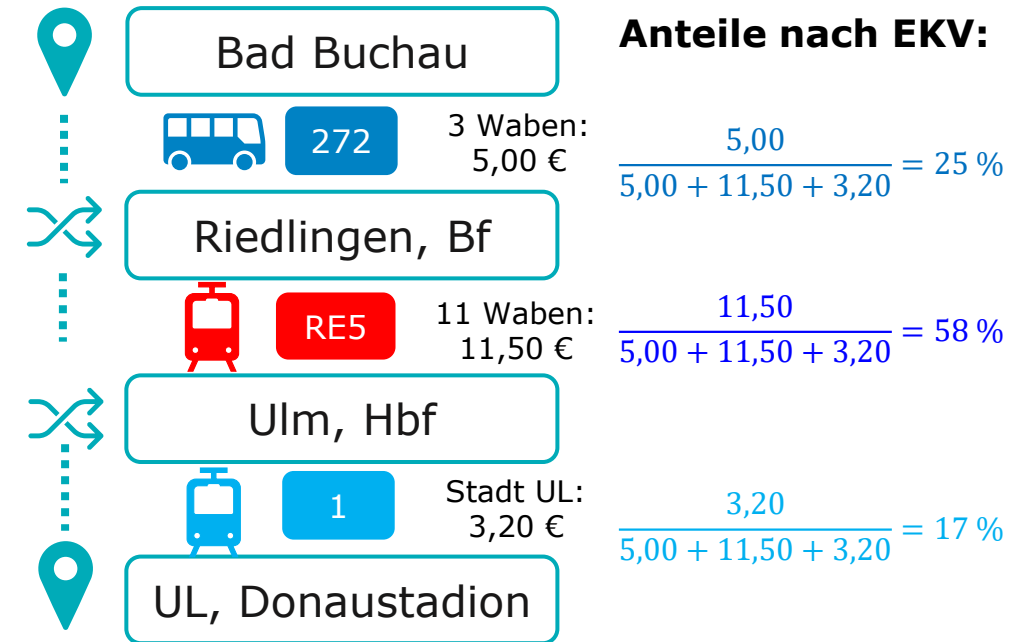 Anteile nach EKV:
Bad Buchau
272
3 Waben:
5,00 €
5,00
5,00 + 11,50 + 3,20
= 25 %
Riedlingen, Bf
RE5
11 Waben:
11,50 €
11,50
5,00 + 11,50 + 3,20
= 58 %
Ulm, Hbf
1
Stadt UL:
3,20 €
3,20
5,00 + 11,50 + 3,20
= 17 %
UL, Donaustadion